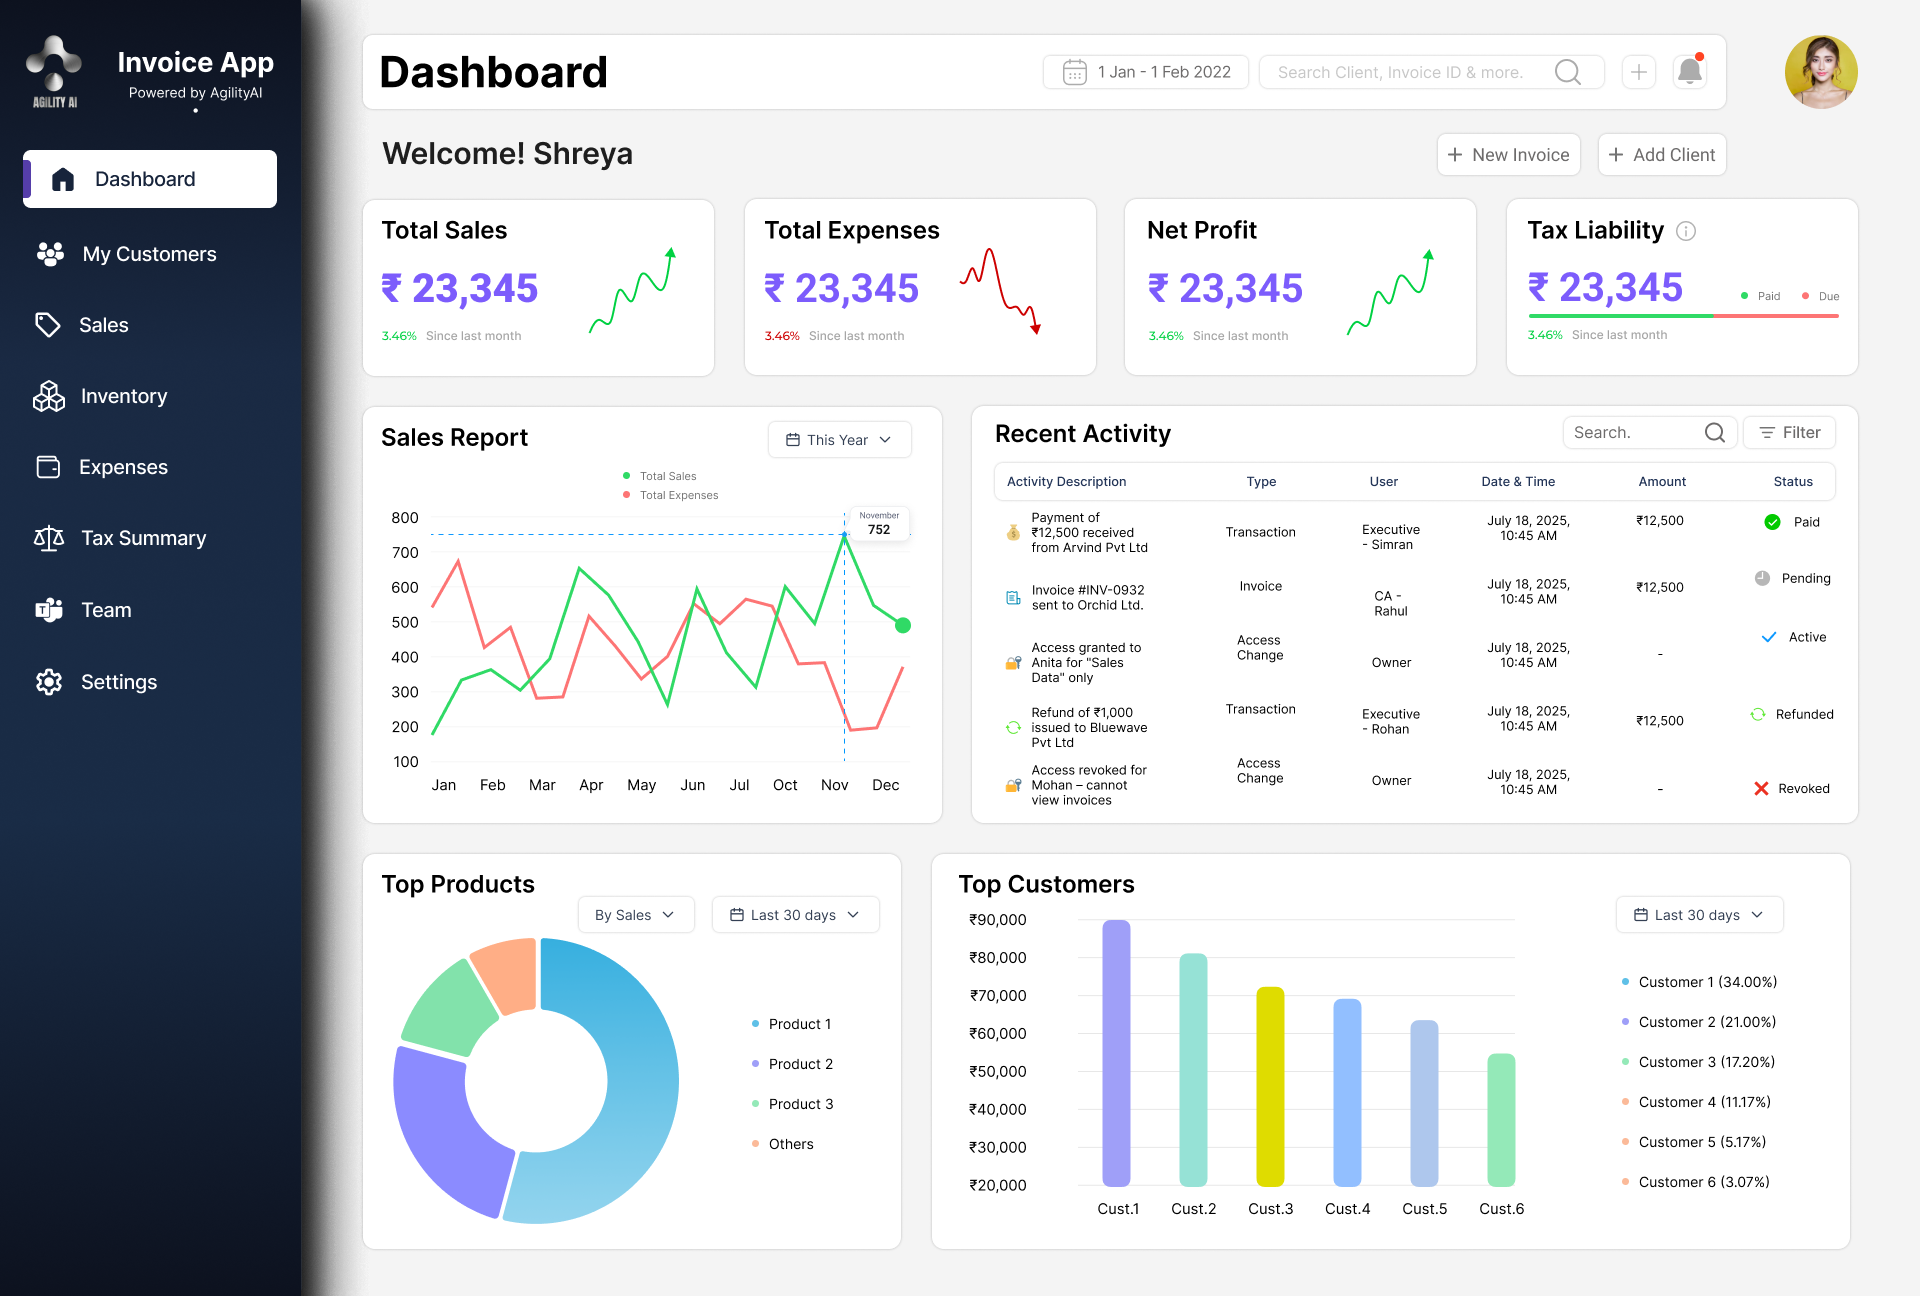 AGILITY AI
Invoice App
Powered by AgilityAI
Dashboard
My Customers
Sales
Inventory
Expenses
Tax Summary
Team
Settings
Dashboard
1 Jan - 1 Feb 2022
Search Client, Invoice ID & more.
Welcome! Shreya
New Invoice
Add Client
Total Sales
₹ 23,345
3.46% Since last month
Total Expenses
₹ 23,345
3.46% Since last month
Net Profit
₹ 23,345
3.46% Since last month
Tax Liability
₹ 23,345
Paid Due
3.46% Since last month
Sales Report
This Year
Total Sales
Total Expenses
November
752
800
700
600
500
400
300
200
100
Jan Feb Mar Apr May Jun Jul Oct Nov Dec
Recent Activity
Search.
Filter
Activity Description Type User Date & Time Amount Status
Payment of
₹12,500 received
from Arvind Pvt Ltd
Transaction
Executive
- Simran
July 18, 2025,
10:45 AM
₹12,500
Paid
Invoice #INV-0932
sent to Orchid Ltd.
Invoice
CA -
Rahul
July 18, 2025,
10:45 AM
₹12,500
Pending
Access granted to
Anita for "Sales
Data" only
Access
Change
Owner
July 18, 2025,
10:45 AM
-
Active
Refund of ₹1,000
issued to Bluewave
Pvt Ltd
Transaction
Executive
- Rohan
July 18, 2025,
10:45 AM
₹12,500
Refunded
Access revoked for
Mohan – cannot
view invoices
Access
Change
Owner
July 18, 2025,
10:45 AM
-
Revoked
Top Products
By Sales
Last 30 days
Product 1
Product 2
Product 3
Others
Top Customers
Last 30 days
₹90,000
₹80,000
₹70,000
₹60,000
₹50,000
₹40,000
₹30,000
₹20,000
Cust.1 Cust.2 Cust.3 Cust.4 Cust.5 Cust.6
Customer 1 (34.00%)
Customer 2 (21.00%)
Customer 3 (17.20%)
Customer 4 (11.17%)
Customer 5 (5.17%)
Customer 6 (3.07%)